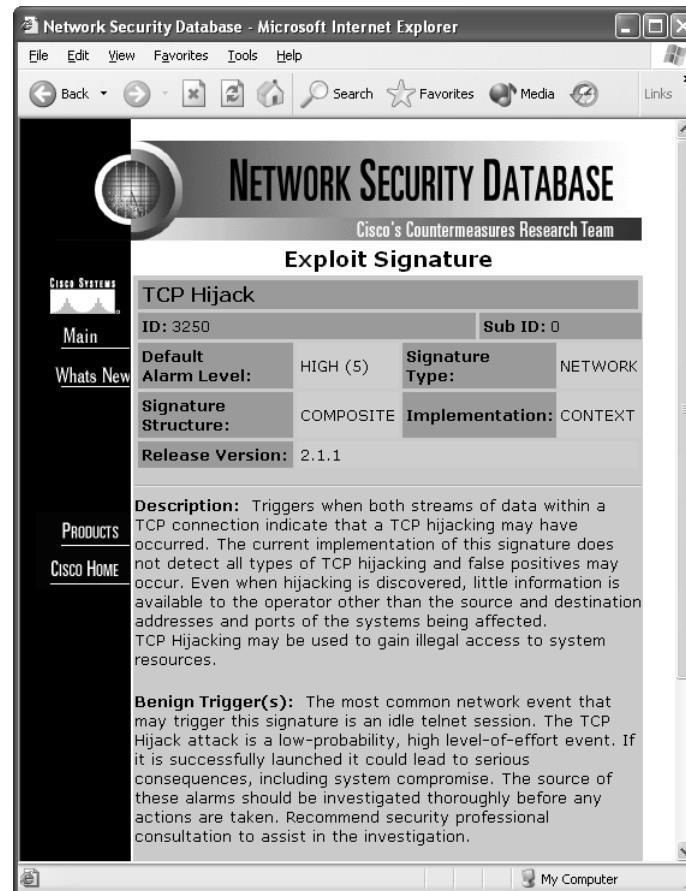 Network Security Database - Microsoft Internet Explorer
File Edit View Favorites Tools Help
Back Search Favorites Media Links
NETWORK SECURITY DATABASE
Cisco's Countermeasures Research Team
Exploit Signature
CISCO SYSTEMS
Main
Whats New
PRODUCTS
CISCO HOME
TCP Hijack
ID: 3250 Sub ID: 0
Default Alarm Level: HIGH (5) Signature Type: NETWORK
Signature Structure: COMPOSITE Implementation: CONTEXT
Release Version: 2.1.1
Description: Triggers when both streams of data within a
TCP connection indicate that a TCP hijacking may have
occurred. The current implementation of this signature does
not detect all types of TCP hijacking and false positives may
occur. Even when hijacking is discovered, little information is
available to the operator other than the source and destination
addresses and ports of the systems being affected.
TCP Hijacking may be used to gain illegal access to system
resources.
Benign Trigger(s): The most common network event that
may trigger this signature is an idle telnet session. The TCP
Hijack attack is a low-probability, high level-of-effort event. If
it is successfully launched it could lead to serious
consequences, including system compromise. The source of
these alarms should be investigated thoroughly before any
actions are taken. Recommend security professional
consultation to assist in the investigation.
My Computer